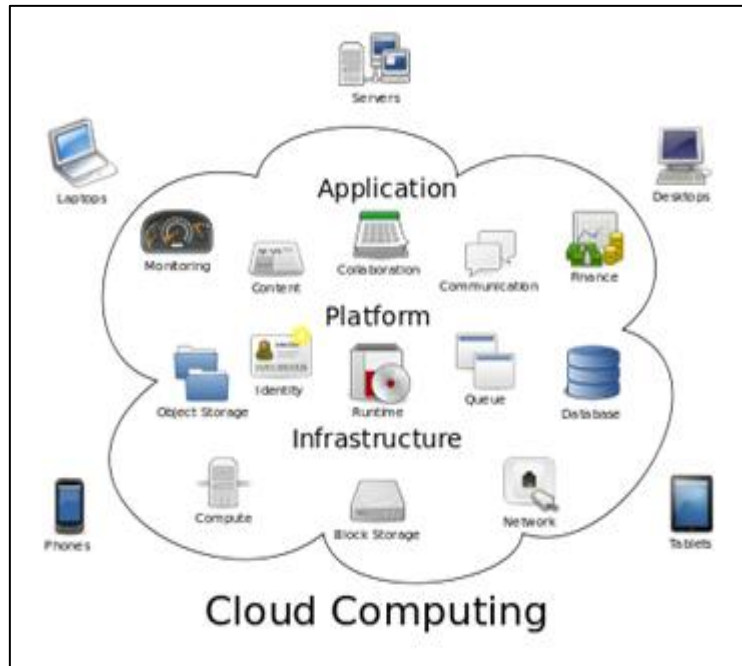 Servers
Laptops
Desktops
Application
Monitoring
Content
Collaboration
Communication
Finance
Platform
Object Storage
Identity
Runtime
Queue
Database
Infrastructure
Phones
Compute
Block Storage
Network
Tablets
Cloud Computing